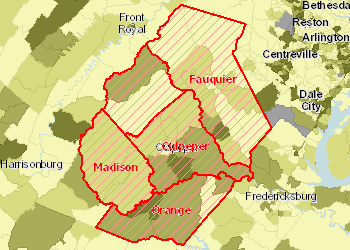 Bethesda
Front
Royal
Reston
Arlington
Centreville
Fauquier
Dale
City
Culpeper
Harrisonburg
Madison
Fredericksburg
Orange